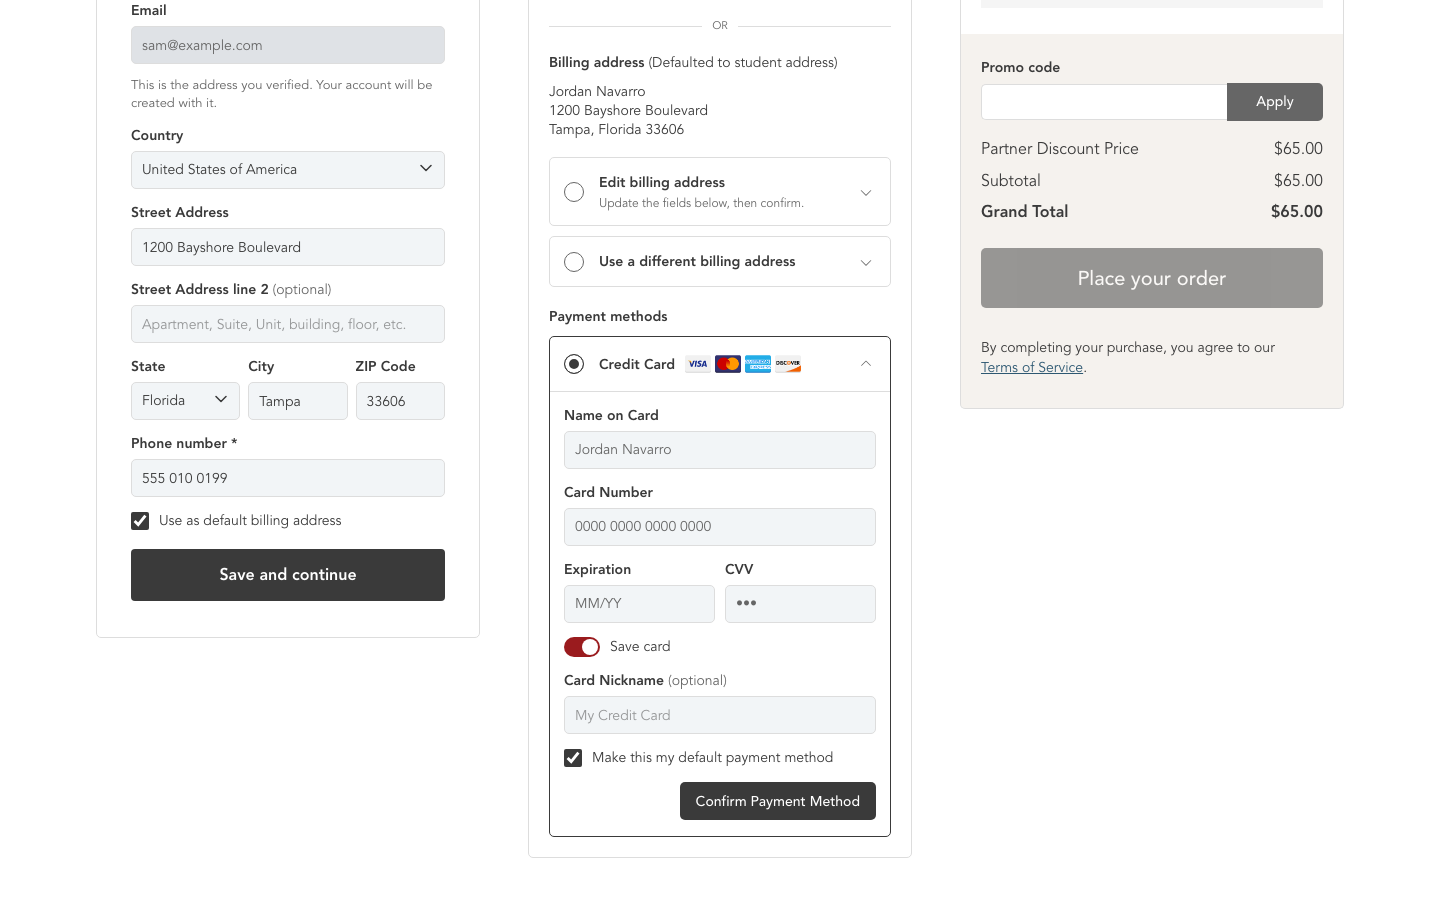 Email
sam@example.com
This is the address you verified. Your account will be
created with it.
Country
United States of America
Street Address
1200 Bayshore Boulevard
Street Address line 2 (optional)
Apartment, Suite, Unit, building, floor, etc.
State City ZIP Code
Florida Tampa 33606
Phone number *
555 010 0199
Use as default billing address
Save and continue
OR
Billing address (Defaulted to student address)
Jordan Navarro
1200 Bayshore Boulevard
Tampa, Florida 33606
Edit billing address
Update the fields below, then confirm.
Use a different billing address
Payment methods
Credit Card VISA DISCOVER
Name on Card
Jordan Navarro
Card Number
0000 0000 0000 0000
Expiration CVV
MM/YY •••
Save card
Card Nickname (optional)
My Credit Card
Make this my default payment method
Confirm Payment Method
Promo code
Apply
Partner Discount Price $65.00
Subtotal $65.00
Grand Total $65.00
Place your order
By completing your purchase, you agree to our
Terms of Service.